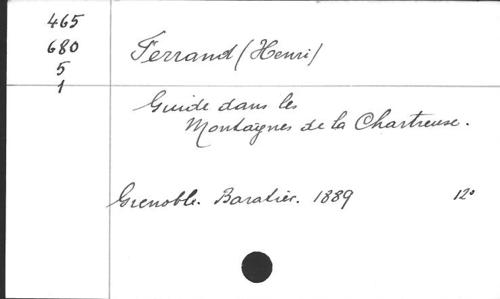 465
680
5
1
Ferrand (Henri)
Guide dans les
Montagnes de la Chartreuse.
Grenoble. Baratier. 1889 12°